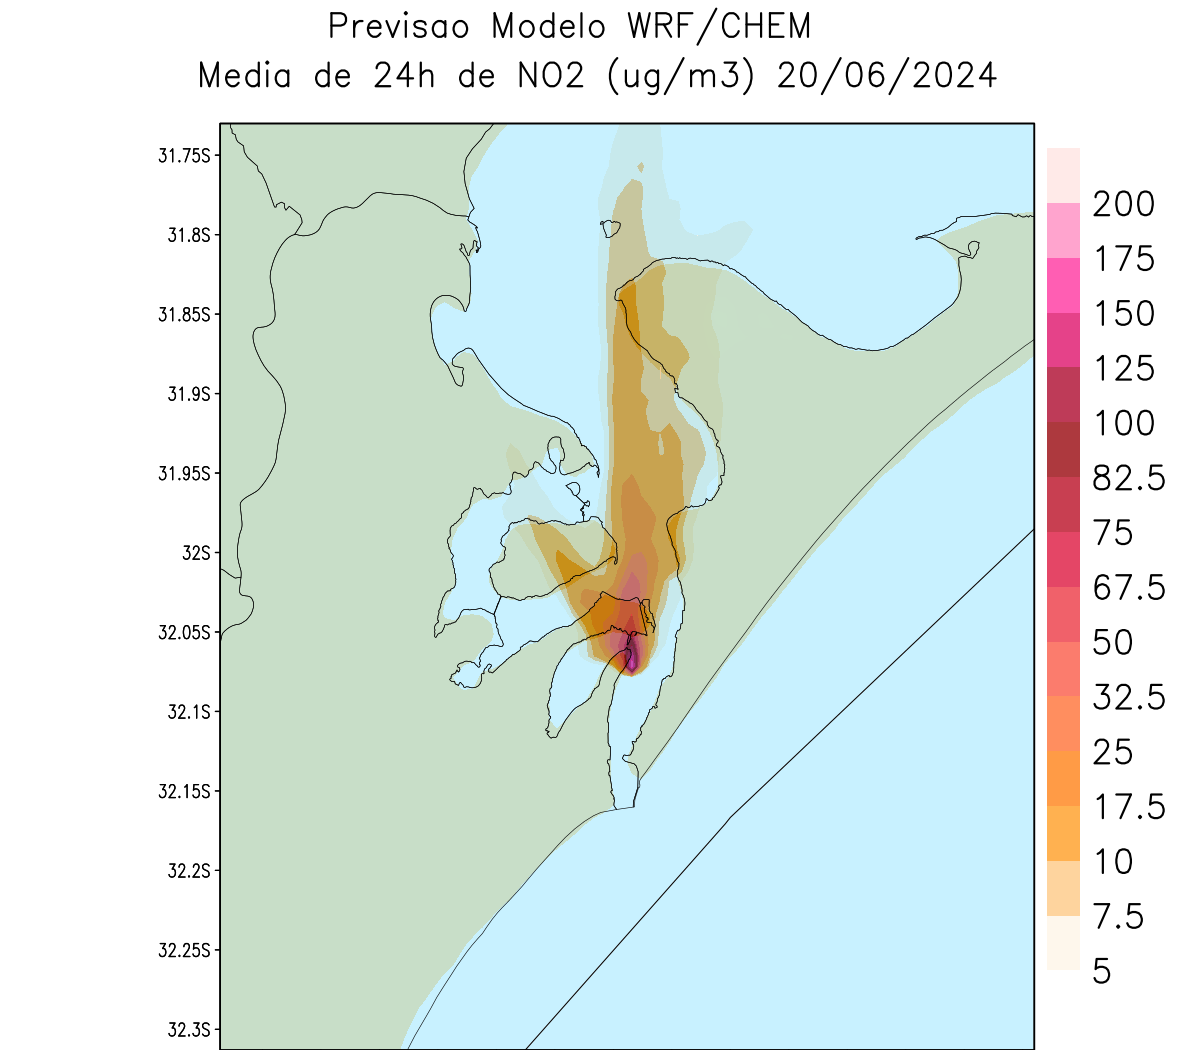 Previsao Modelo WRF/CHEM
Media de 24h de NO2 (ug/m3) 20/06/2024
31.75S
31.8S
31.85S
31.9S
31.95S
32S
32.05S
32.1S
32.15S
32.2S
32.25S
32.3S
200
175
150
125
100
82.5
75
67.5
50
32.5
25
17.5
10
7.5
5